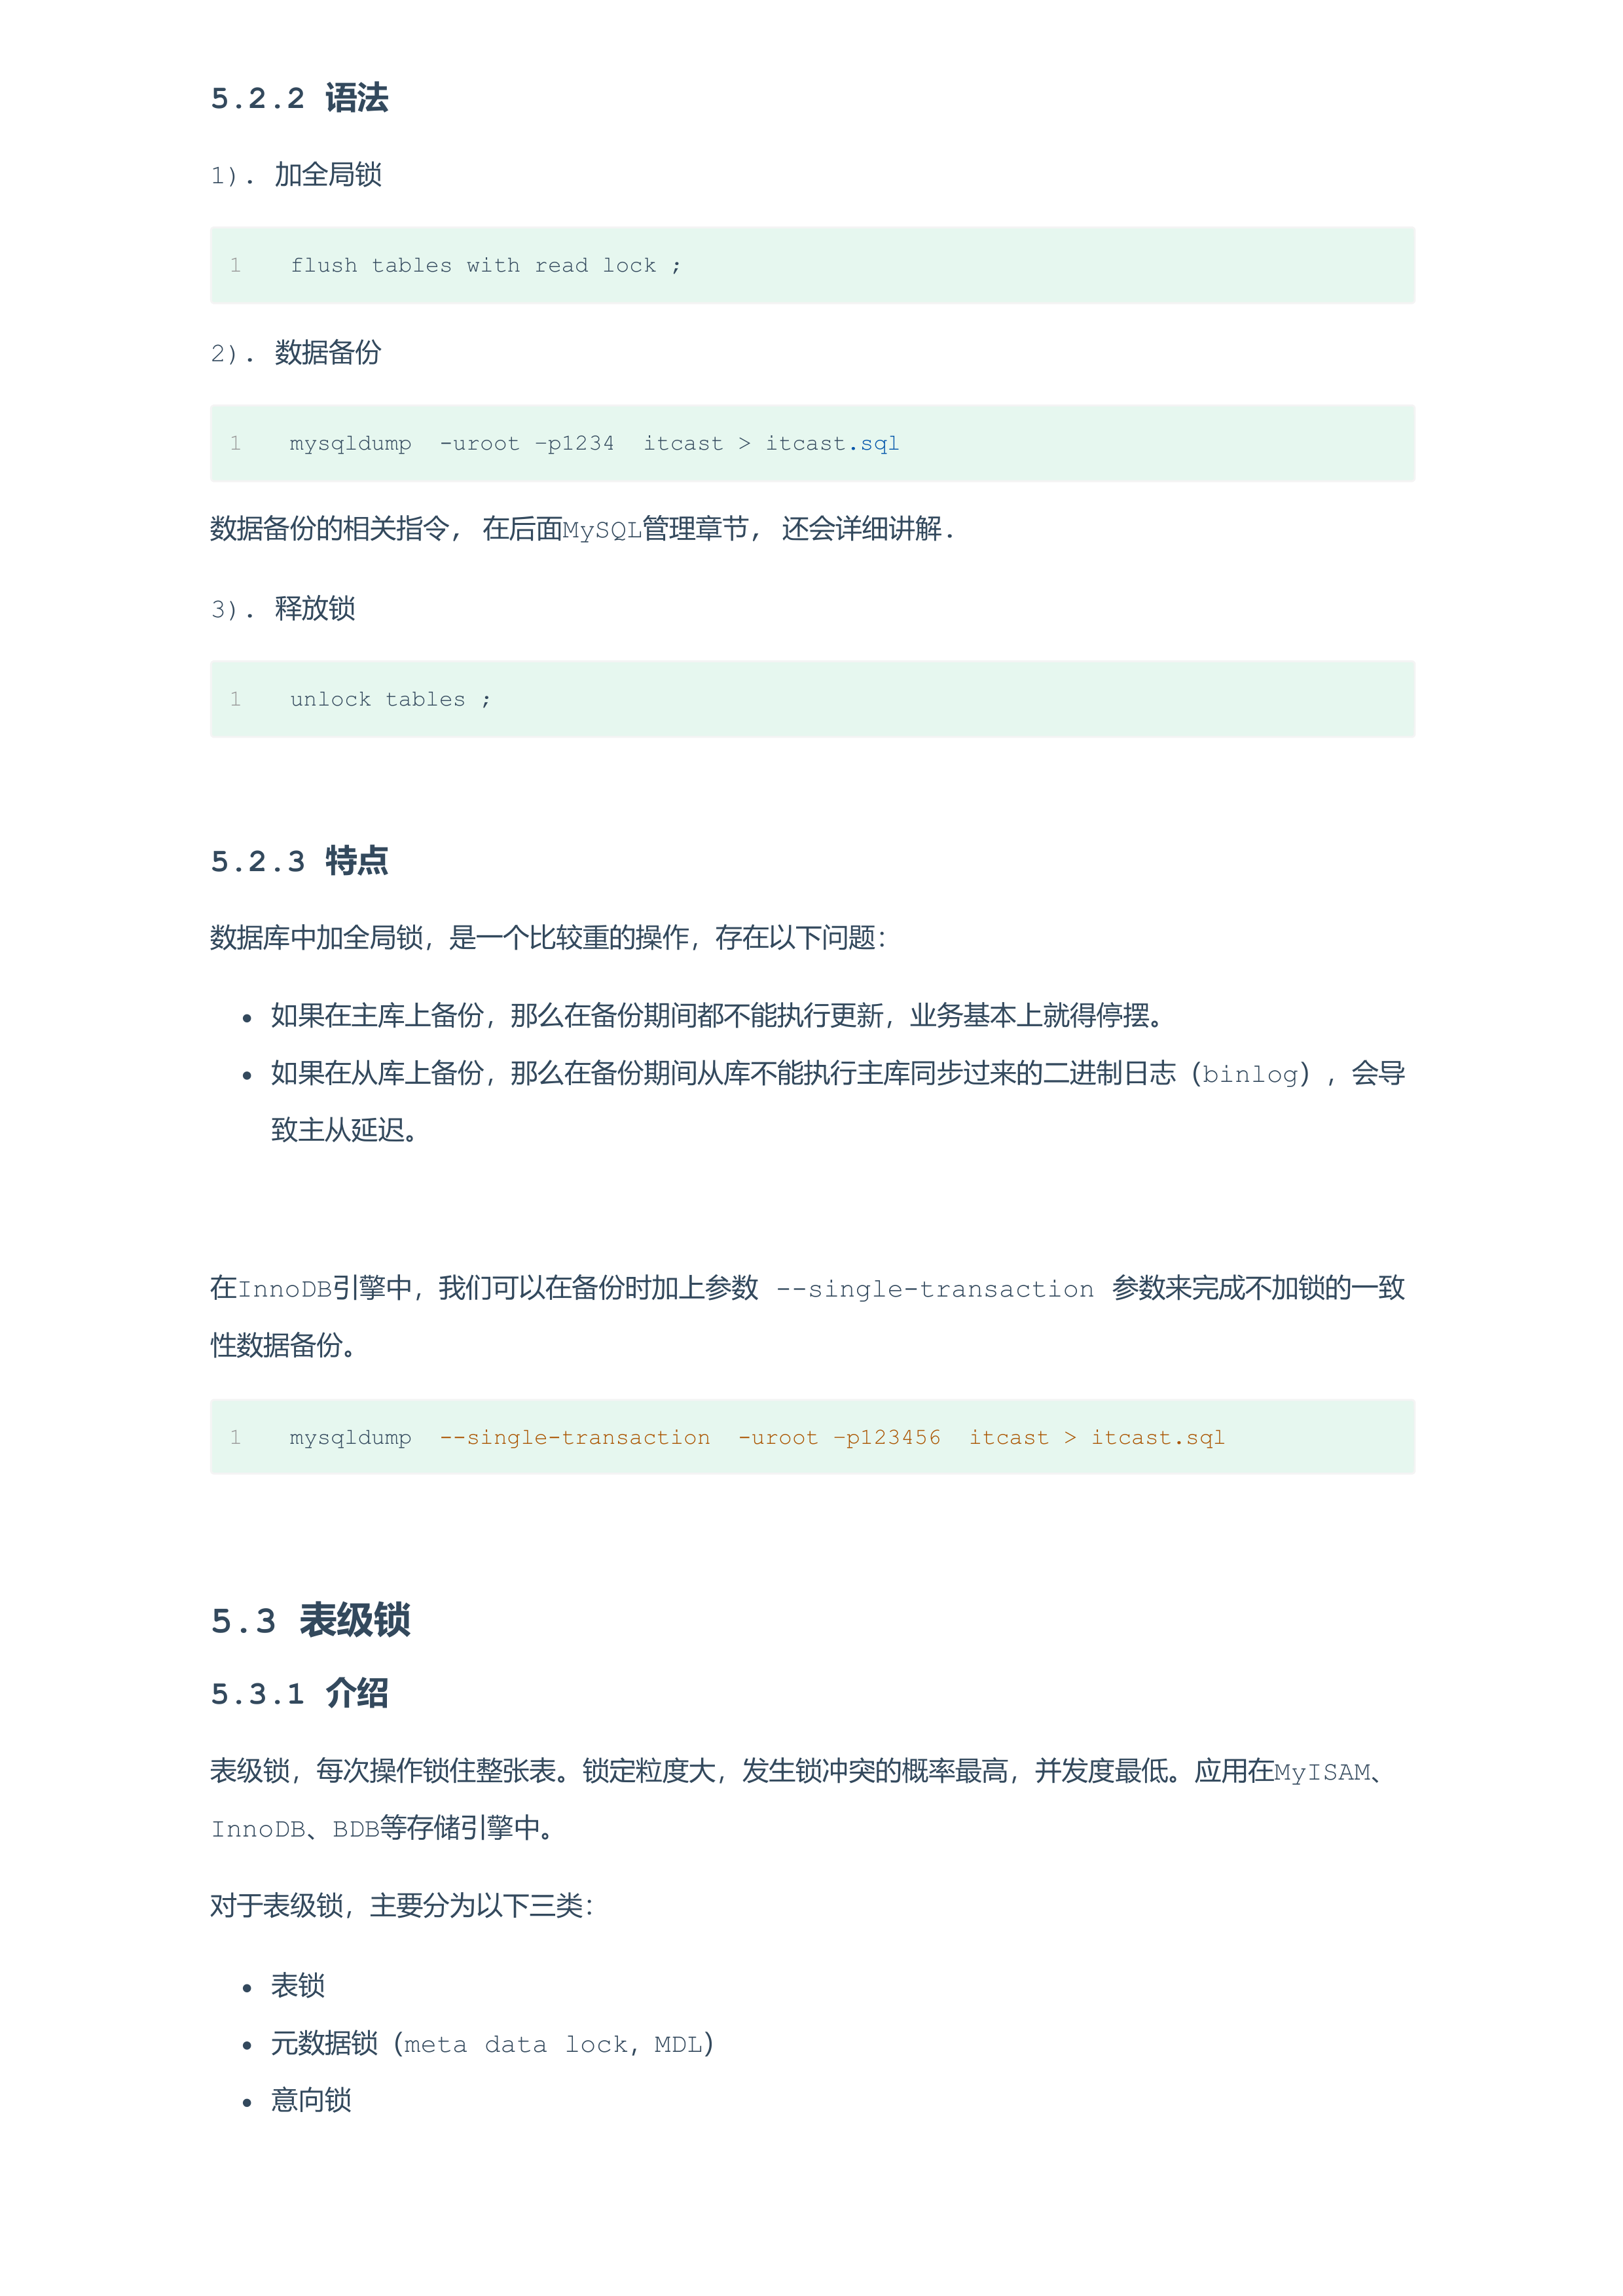 5.2.2 语法
1). 加全局锁
1 flush tables with read lock ;
2). 数据备份
1 mysqldump  -uroot –p1234  itcast > itcast.sql
数据备份的相关指令, 在后面MySQL管理章节, 还会详细讲解.
3). 释放锁
1 unlock tables ;
5.2.3 特点
数据库中加全局锁，是一个比较重的操作，存在以下问题：
• 如果在主库上备份，那么在备份期间都不能执行更新，业务基本上就得停摆。
• 如果在从库上备份，那么在备份期间从库不能执行主库同步过来的二进制日志（binlog），会导
致主从延迟。
在InnoDB引擎中，我们可以在备份时加上参数 --single-transaction 参数来完成不加锁的一致
性数据备份。
1 mysqldump  --single-transaction  -uroot –p123456  itcast > itcast.sql
5.3 表级锁
5.3.1 介绍
表级锁，每次操作锁住整张表。锁定粒度大，发生锁冲突的概率最高，并发度最低。应用在MyISAM、
InnoDB、BDB等存储引擎中。
对于表级锁，主要分为以下三类：
• 表锁
• 元数据锁（meta data lock，MDL）
• 意向锁